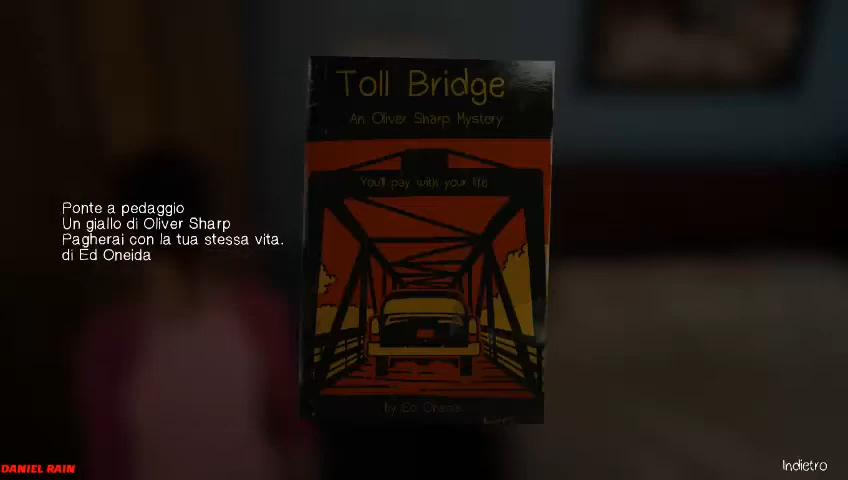 Toll Bridge
An Oliver Sharp Mystery
You'll pay with your life
Ponte a pedaggio
Un giallo di Oliver Sharp
Pagherai con la tua stessa vita.
di Ed Oneida
by Ed Oneida
DANIEL RAIN
Indietro